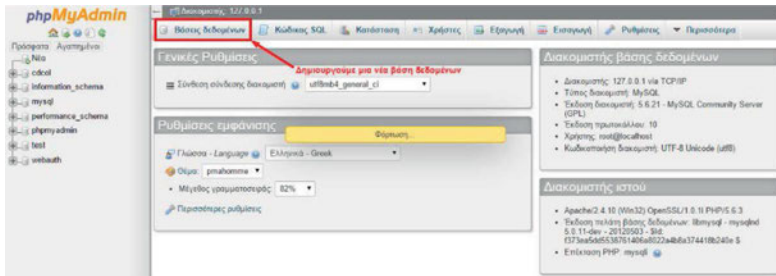 phpMyAdmin
Πρόσφατα Αγαπημένα
Νέα
cdcol
information_schema
mysql
performance_schema
phpmyadmin
test
webauth
Διακομιστής: 127.0.0.1
Βάσεις δεδομένων Κώδικας SQL Κατάσταση Χρήστες Εξαγωγή Εισαγωγή Ρυθμίσεις Περισσότερα
Δημιουργούμε μια νέα βάση δεδομένων
Γενικές Ρυθμίσεις
Σύνθεση σύνδεσης διακομιστή utf8mb4_general_ci
Ρυθμίσεις εμφάνισης
Φόρτωση...
Γλώσσα - Language Ελληνικά - Greek
Θέμα: pmahomme
• Μέγεθος γραμματοσειράς: 82%
Περισσότερες ρυθμίσεις
Διακομιστής βάσης δεδομένων
• Διακομιστής: 127.0.0.1 via TCP/IP
• Τύπος διακομιστή: MySQL
• Έκδοση διακομιστή: 5.6.21 - MySQL Community Server
(GPL)
• Έκδοση πρωτοκόλλου: 10
• Χρήστης: root@localhost
• Κωδικοποίηση διακομιστή: UTF-8 Unicode (utf8)
Διακομιστής ιστού
• Apache/2.4.10 (Win32) OpenSSL/1.0.1i PHP/5.6.3
• Έκδοση πελάτη βάσης δεδομένων: libmysql - mysqlnd
5.0.11-dev - 20120503 - $Id:
• Επέκταση PHP: mysqli